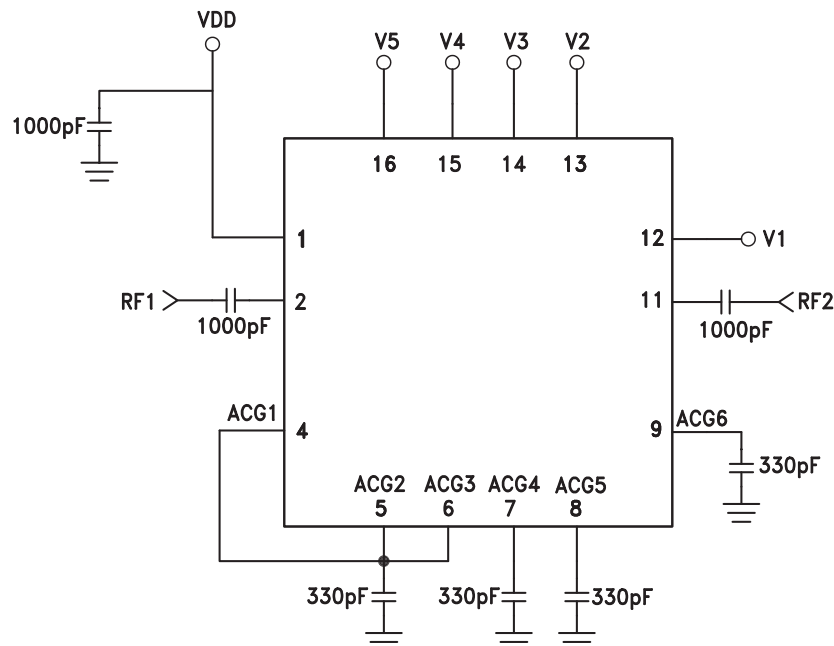 VDD
V5 V4 V3 V2
1000pF
16 15 14 13
1 12 V1
RF1 2 11 RF2
1000pF 1000pF
ACG1 ACG6
4 9
330pF
ACG2 ACG3 ACG4 ACG5
5 6 7 8
330pF 330pF 330pF